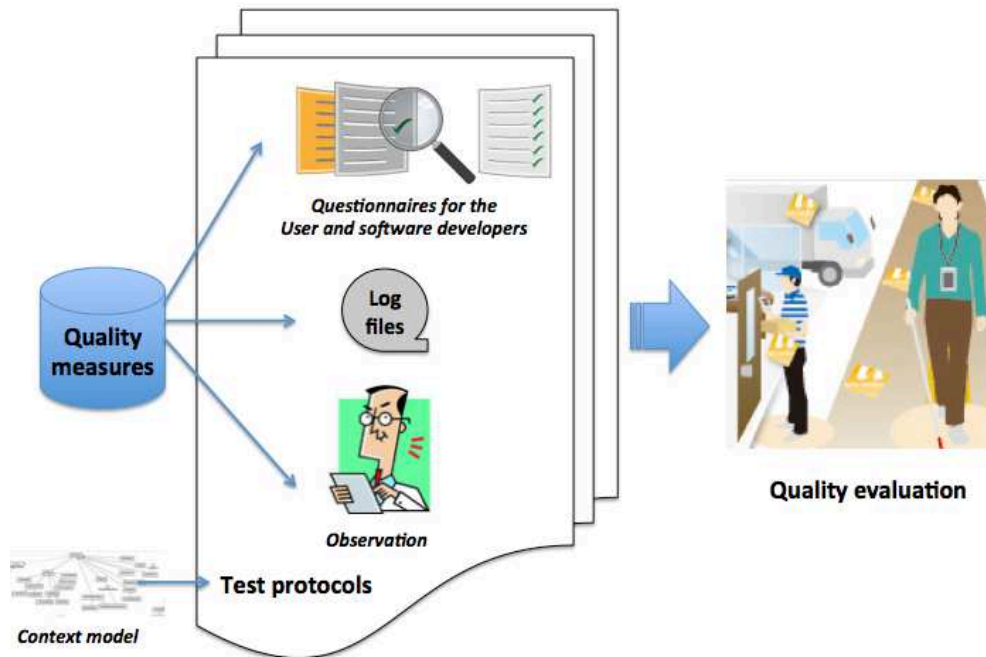 Questionnaires for the
User and software developers
Quality
measures
Log
files
Observation
Quality evaluation
Test protocols
Context model